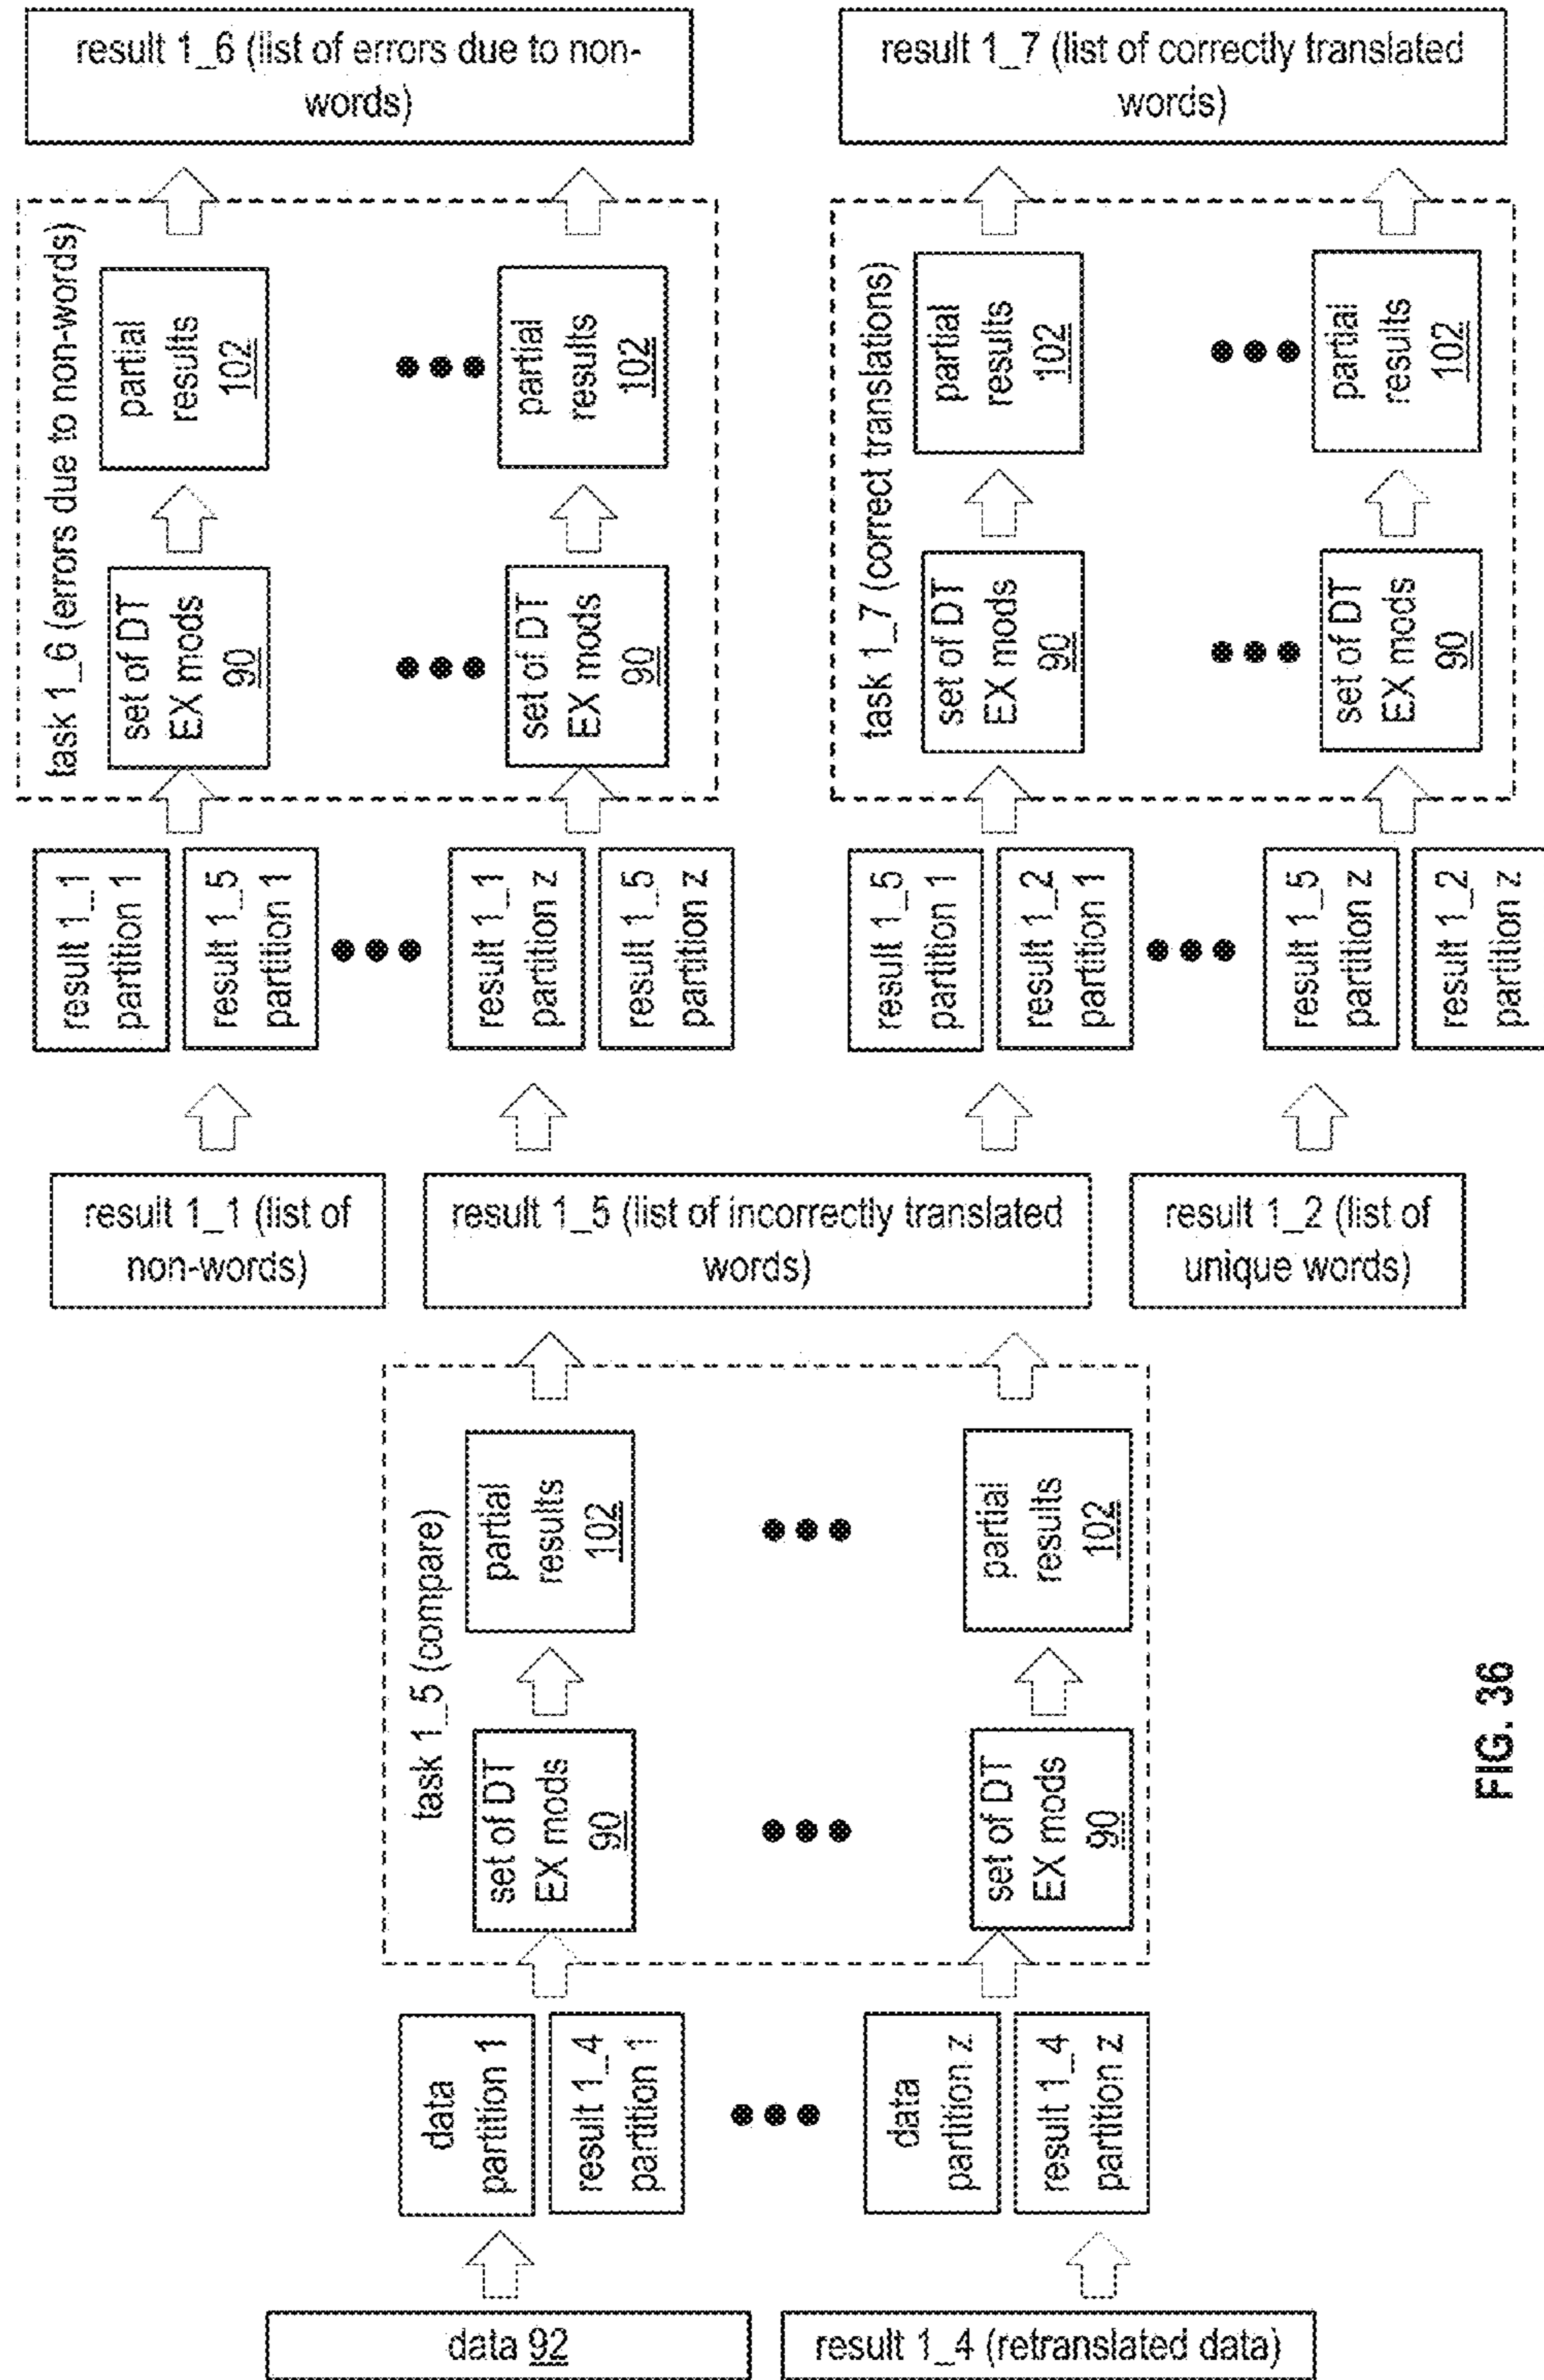 data 92
result 1_4 (retranslated data)
data
partition 1
result 1_4
partition 1
data
partition z
result 1_4
partition z
task 1_5 (compare)
set of DT
EX mods
90
partial
results
102
set of DT
EX mods
90
partial
results
102
result 1_1 (list of
non-words)
result 1_5 (list of incorrectly translated
words)
result 1_2 (list of
unique words)
result 1_1
partition 1
result 1_5
partition 1
result 1_1
partition z
result 1_5
partition z
task 1_6 (errors due to non-words)
set of DT
EX mods
90
partial
results
102
set of DT
EX mods
90
partial
results
102
result 1_6 (list of errors due to non-
words)
result 1_5
partition 1
result 1_2
partition 1
result 1_5
partition z
result 1_2
partition z
task 1_7 (correct translations)
set of DT
EX mods
90
partial
results
102
set of DT
EX mods
90
partial
results
102
result 1_7 (list of correctly translated
words)
FIG. 36